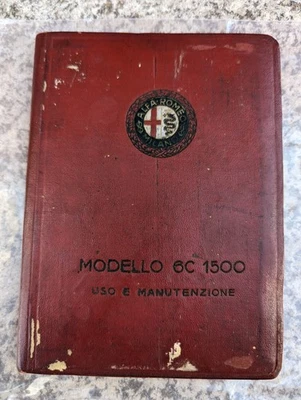 ALFA-ROMEO
MILANO
MODELLO 6C 1500
USO E MANUTENZIONE